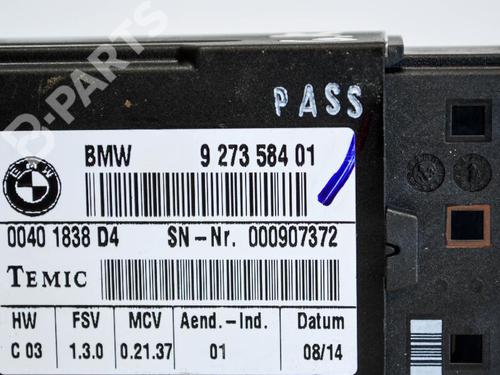 B-PARTS
PASS
BMW 9 273 584 01
BMW
0040 1838 D4 SN-Nr. 000907372
TEMIC
HW FSV MCV Aend.-Ind. Datum
C 03 1.3.0 0.21.37 01 08/14